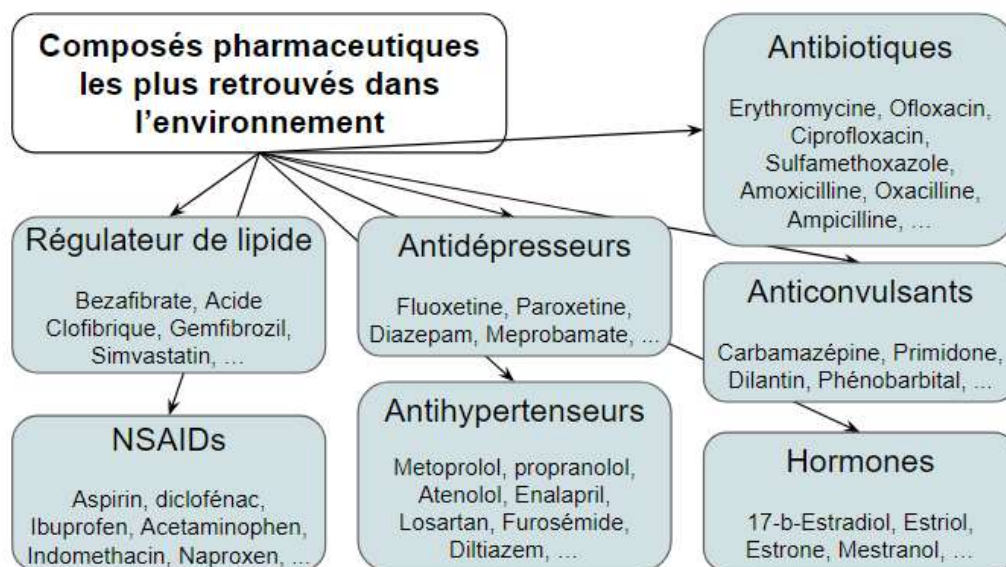 Composés pharmaceutiques
les plus retrouvés dans
l'environnement
Antibiotiques
Erythromycine, Ofloxacin,
Ciprofloxacin,
Sulfamethoxazole,
Amoxicilline, Oxacilline,
Ampicilline, ...
Régulateur de lipide
Bezafibrate, Acide
Clofibrique, Gemfibrozil,
Simvastatin, ...
Antidépresseurs
Fluoxetine, Paroxetine,
Diazepam, Meprobamate, ...
Anticonvulsants
Carbamazépine, Primidone,
Dilantin, Phénobarbital, ...
NSAIDs
Aspirin, diclofénac,
Ibuprofen, Acetaminophen,
Indomethacin, Naproxen, ...
Antihypertenseurs
Metoprolol, propranolol,
Atenolol, Enalapril,
Losartan, Furosémide,
Diltiazem, ...
Hormones
17-b-Estradiol, Estriol,
Estrone, Mestranol, ...